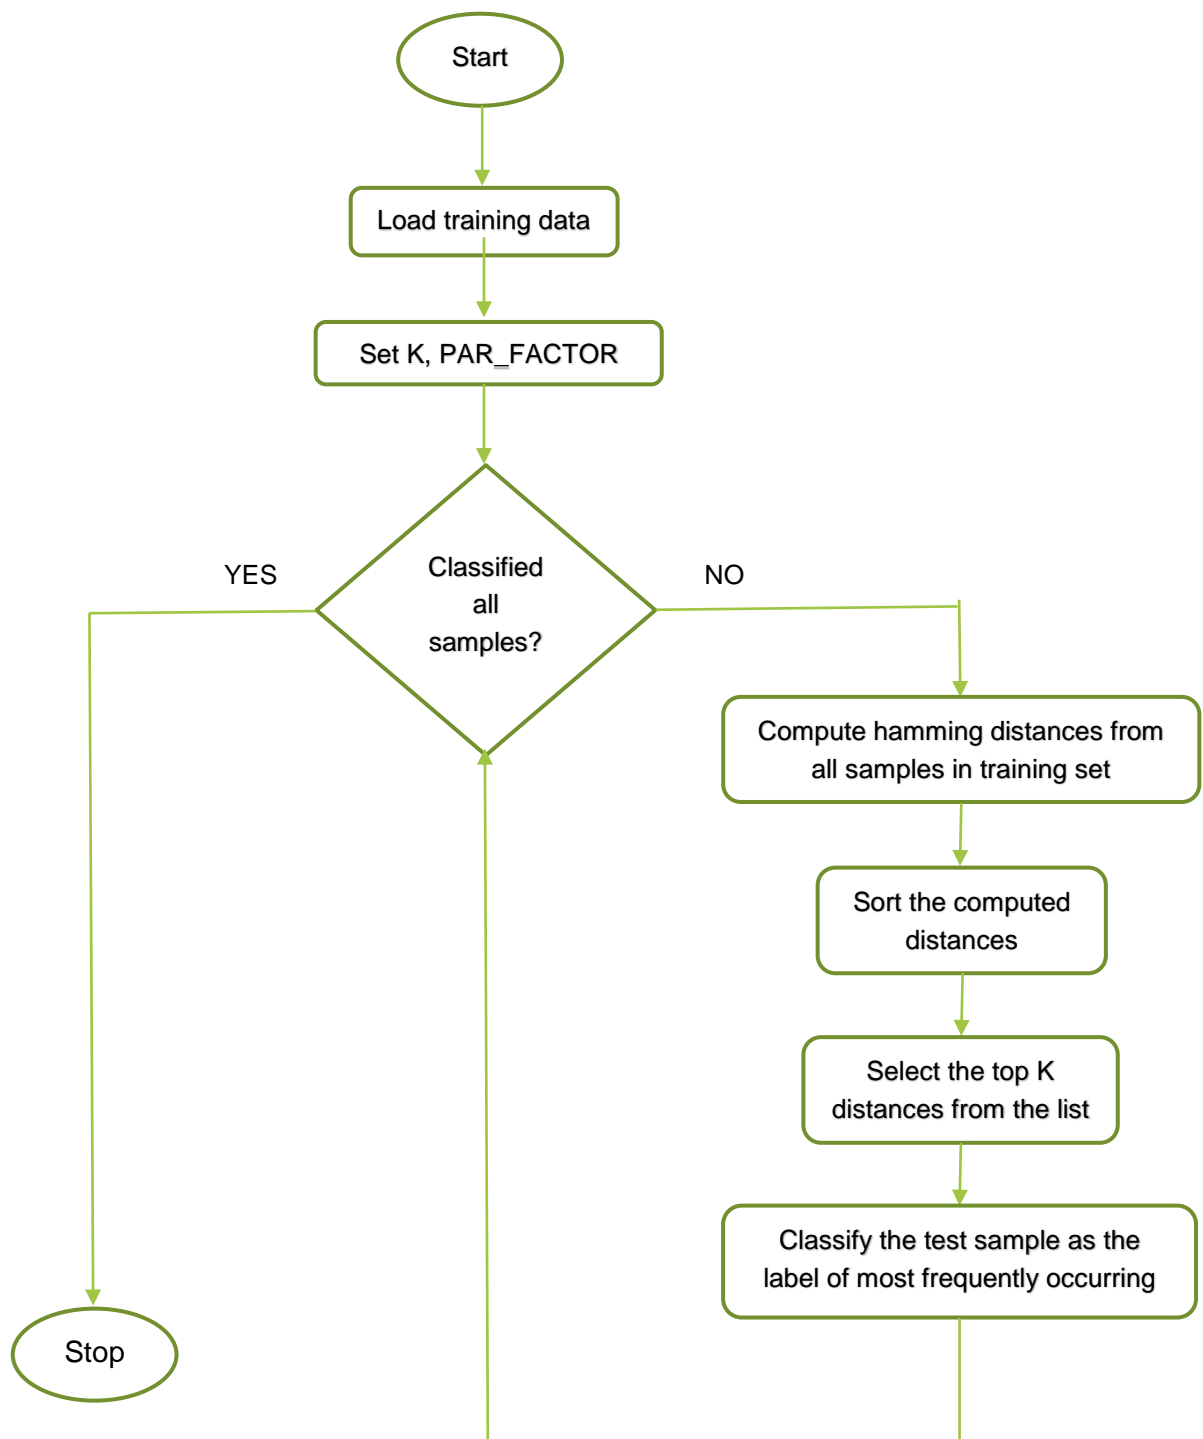 Start
Load training data
Set K, PAR_FACTOR
YES
Classified
all
samples?
NO
Compute hamming distances from
all samples in training set
Sort the computed
distances
Select the top K
distances from the list
Classify the test sample as the
label of most frequently occurring
Stop